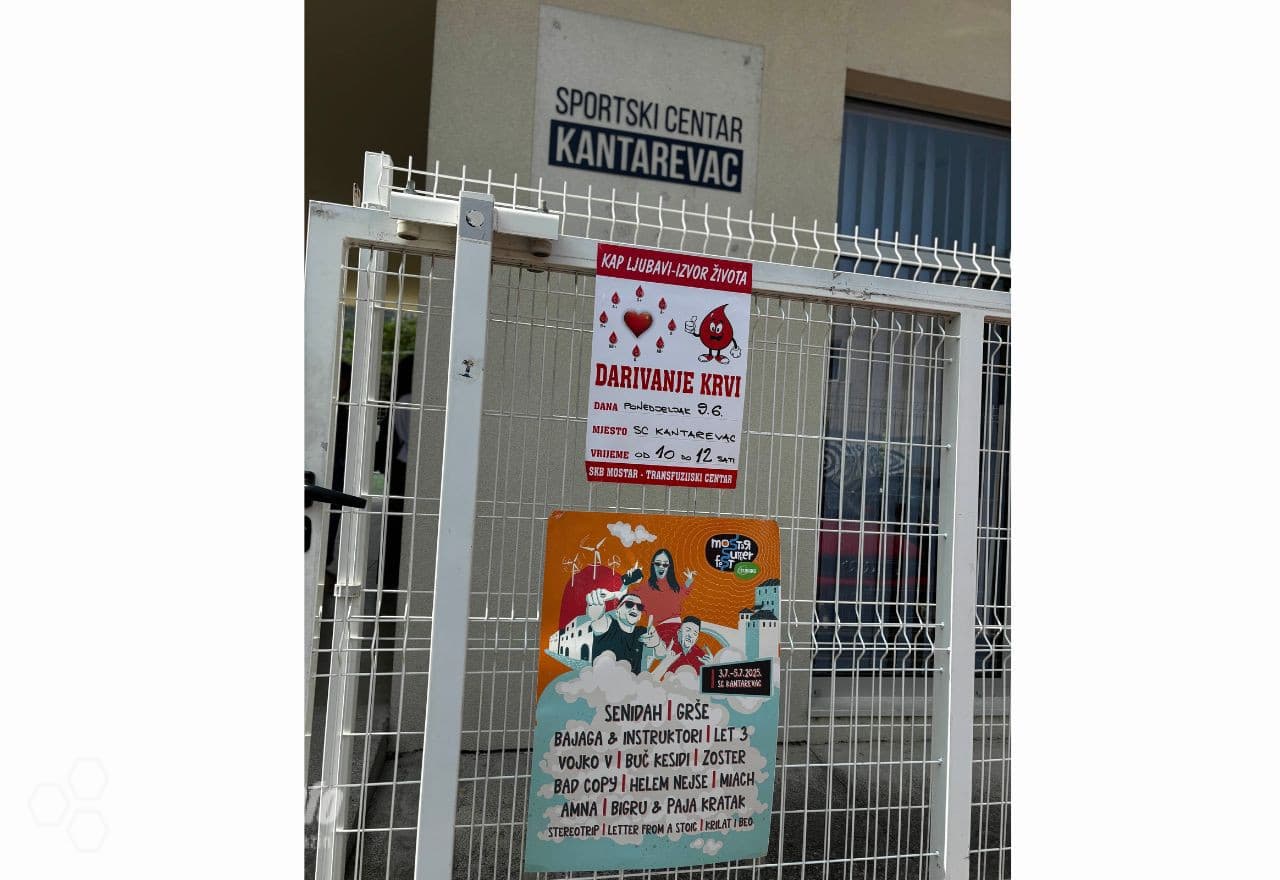 SPORTSKI CENTAR
KANTAREVAC
KAP LJUBAVI-IZVOR ŽIVOTA
DARIVANJE KRVI
DANA PONEDJELJAK 9.6.
MJESTO SC KANTAREVAC
VRIJEME OD 10 DO 12 SATI
SKB MOSTAR - TRANSFUZIJSKI CENTAR
mostar
summer
fest
3.7.-5.7.2025.
SC KANTAREVAC
SENIDAH | GRŠE
BAJAGA & INSTRUKTORI | LET 3
VOJKO V | BUČ KESIDI | ZOSTER
BAD COPY | HELEM NEJSE | MIACH
AMNA | BIGRU & PAJA KRATAK
STEREOTRIP | LETTER FROM A STOIC | KRILAT I BEO